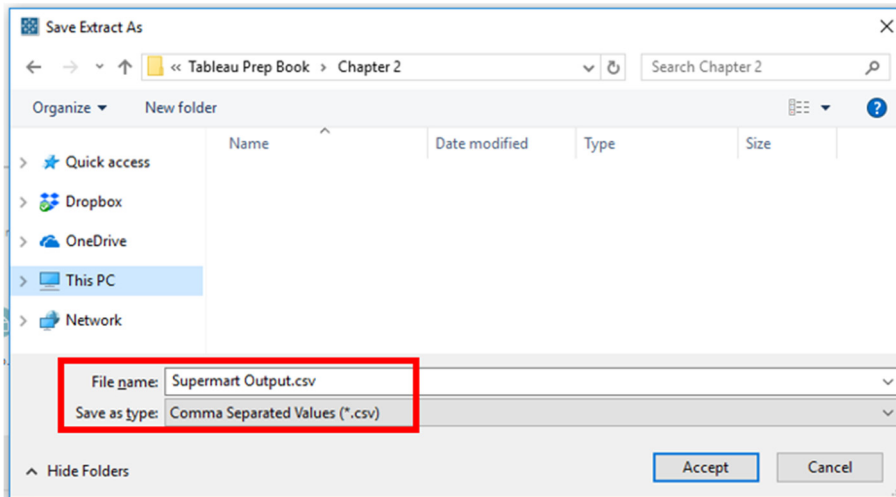 Save Extract As
« Tableau Prep Book > Chapter 2
Search Chapter 2
Organize
New folder
Name
Date modified
Type
Size
Quick access
Dropbox
OneDrive
This PC
Network
File name: Supermart Output.csv
Save as type: Comma Separated Values (*.csv)
Hide Folders
Accept
Cancel